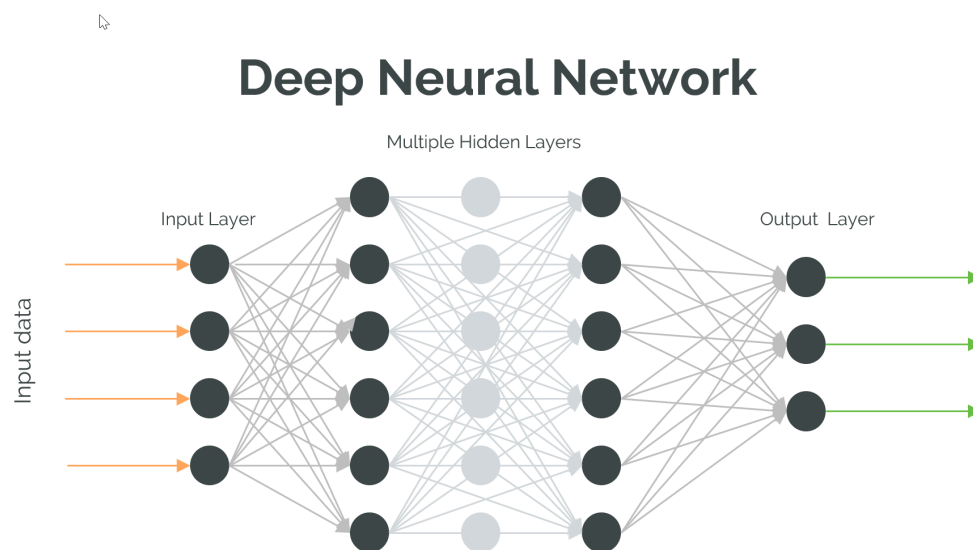 Deep Neural Network
Multiple Hidden Layers
Input Layer
Output Layer
Input data